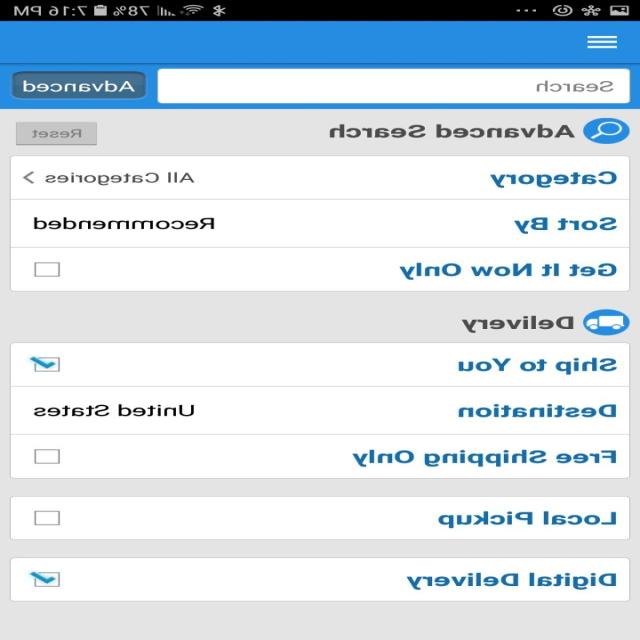 78% 7:16 PM
Search Advanced
Advanced Search Reset
Category All Categories >
Sort By Recommended
Get It Now Only
Delivery
Ship to You
Destination United States
Free Shipping Only
Local Pickup
Digital Delivery